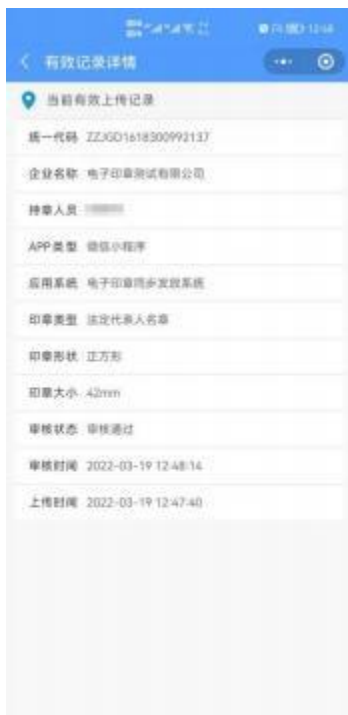 有效记录详情
当前有效上传记录
统一代码 ZZJGD1618300992137
企业名称 电子印章测试有限公司
持章人员
APP类型 微信小程序
应用系统 电子印章同步发放系统
印章类型 法定代表人名章
印章形状 正方形
印章大小 42mm
审核状态 审核通过
审核时间 2022-03-19 12:48:14
上传时间 2022-03-19 12:47:40